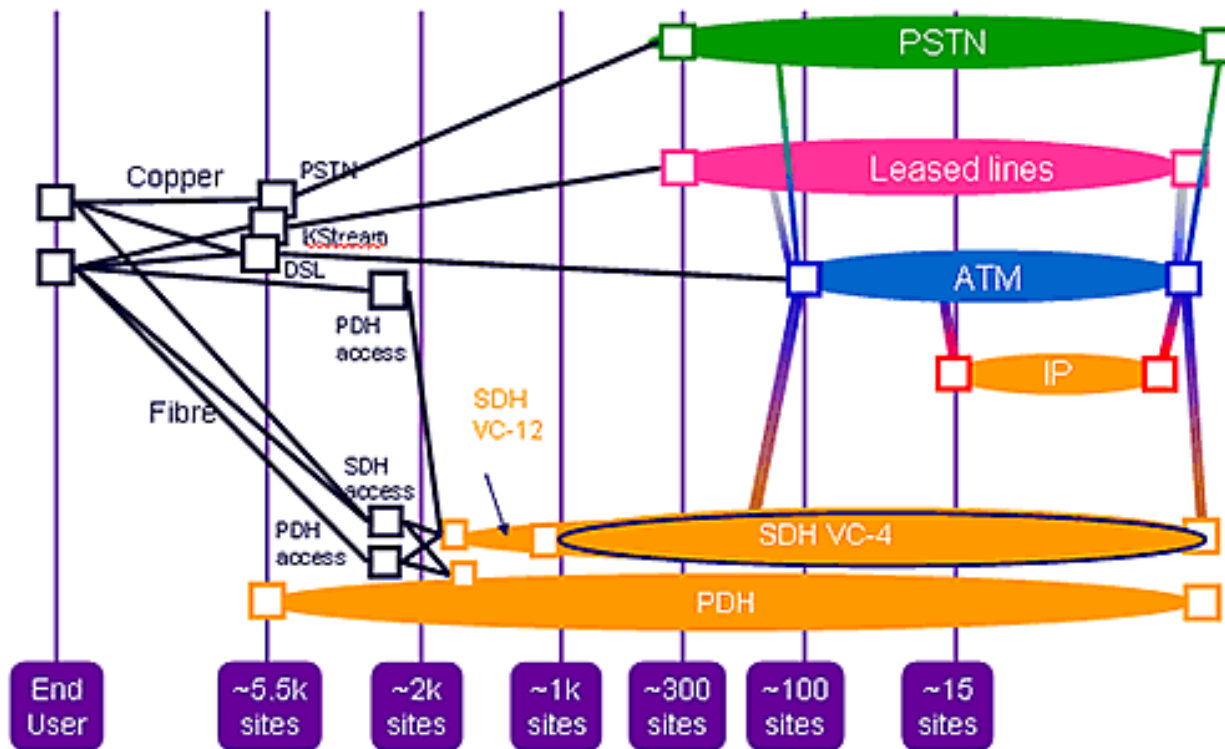 PSTN
Copper
PSTN
Leased lines
KStream
DSL
ATM
PDH
access
IP
SDH
VC-12
Fibre
SDH
access
PDH
access
SDH VC-4
PDH
End
User
~5.5k
sites
~2k
sites
~1k
sites
~300
sites
~100
sites
~15
sites